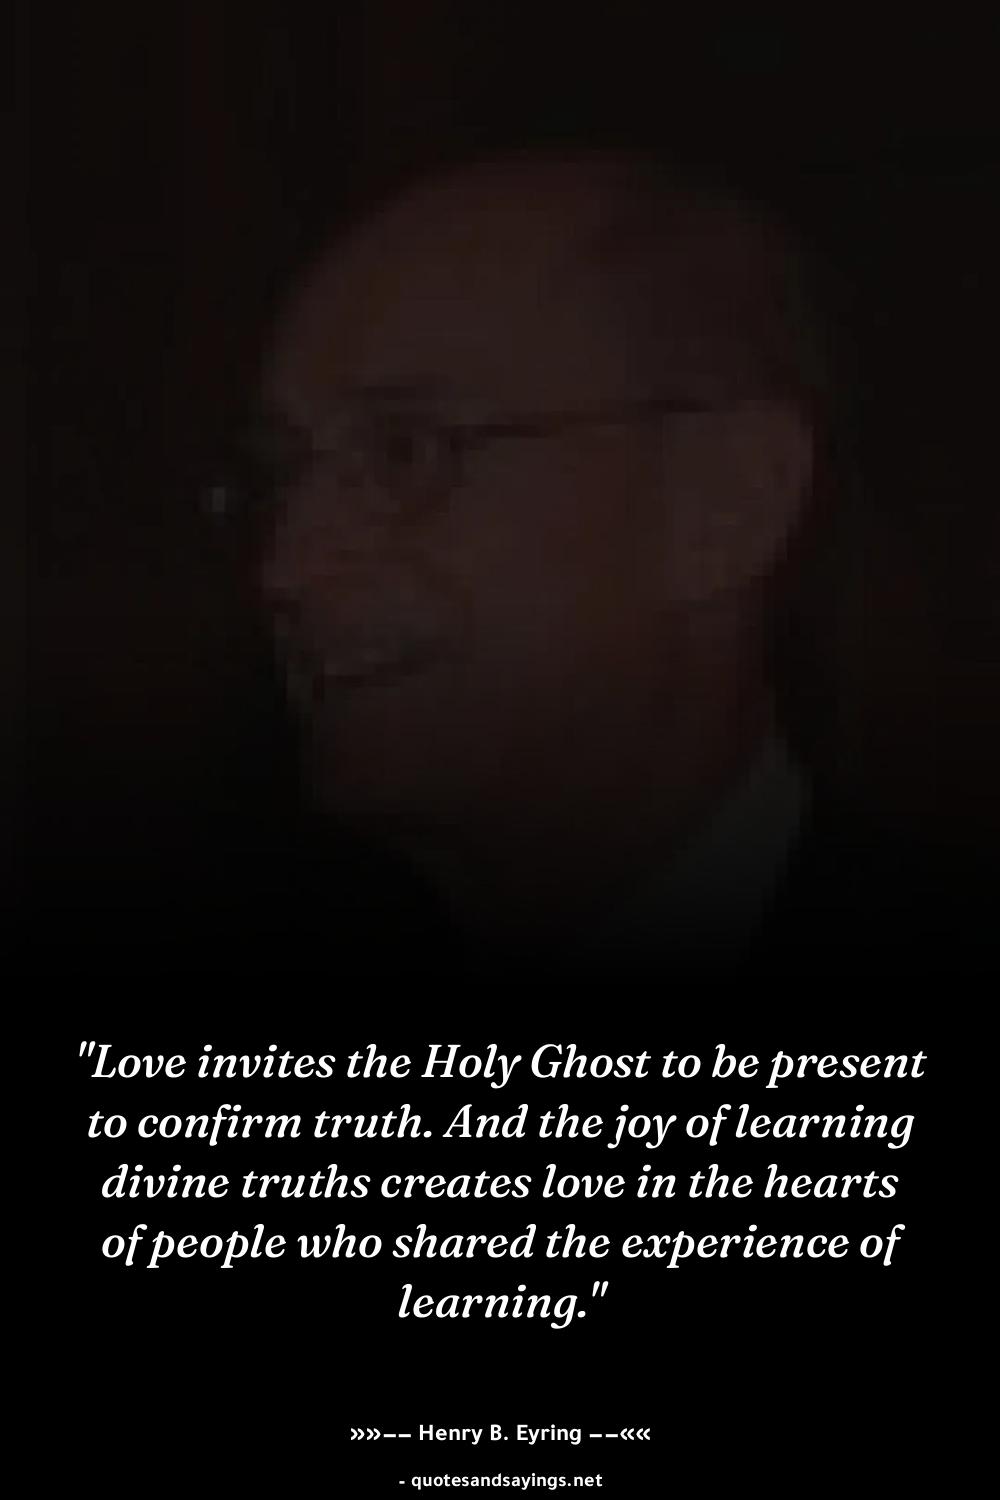 "Love invites the Holy Ghost to be present
to confirm truth. And the joy of learning
divine truths creates love in the hearts
of people who shared the experience of
learning."
»»–– Henry B. Eyring ––««
- quotesandsayings.net